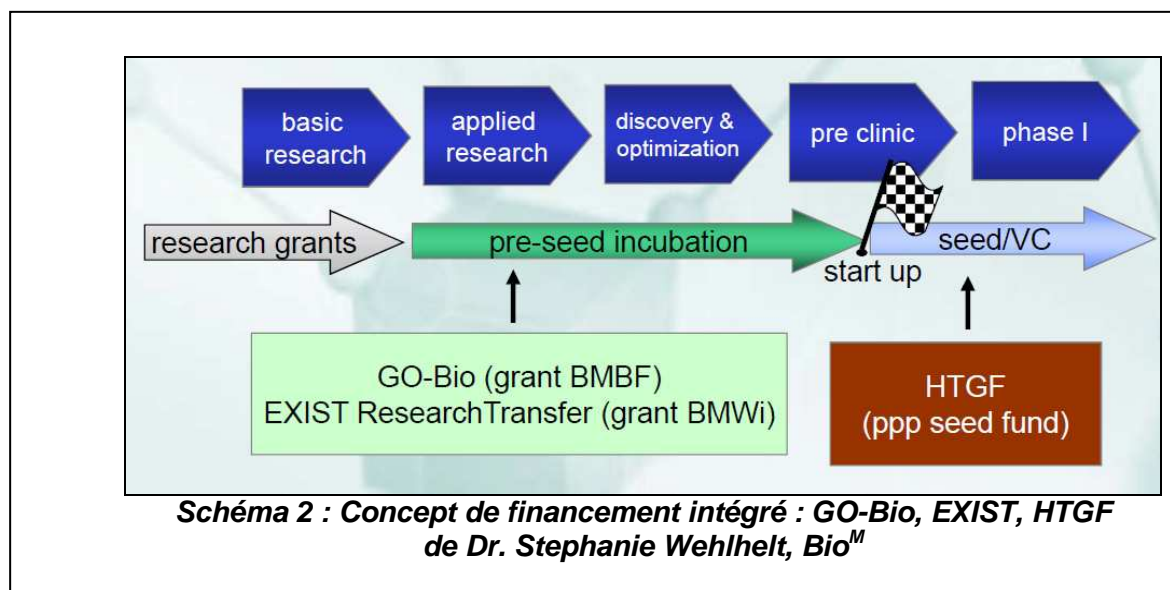 basic
research
applied
research
discovery &
optimization
pre clinic
phase I
research grants
pre-seed incubation
seed/VC
start up
GO-Bio (grant BMBF)
EXIST ResearchTransfer (grant BMWi)
HTGF
(ppp seed fund)
Schéma 2 : Concept de financement intégré : GO-Bio, EXIST, HTGF
de Dr. Stephanie Wehlhelt, Bio^M